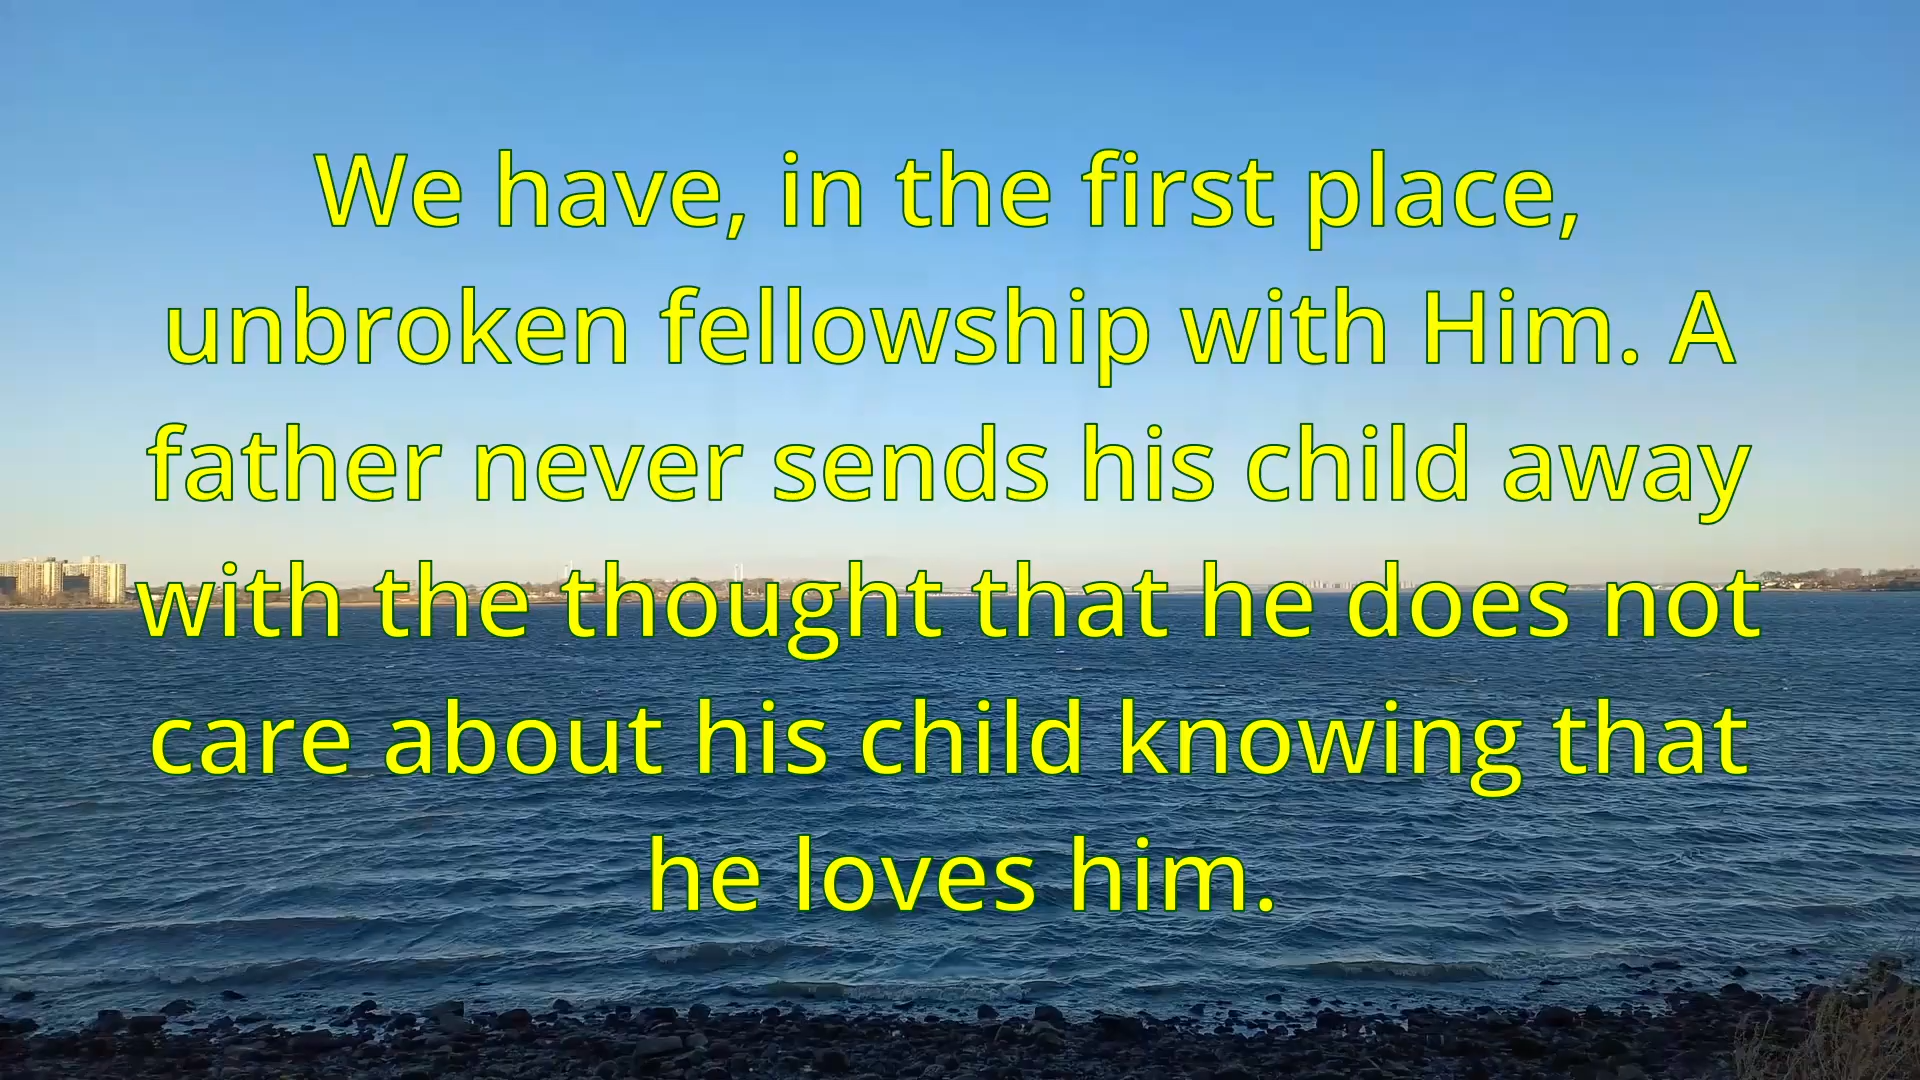 We have, in the first place,
unbroken fellowship with Him. A
father never sends his child away
with the thought that he does not
care about his child knowing that
he loves him.